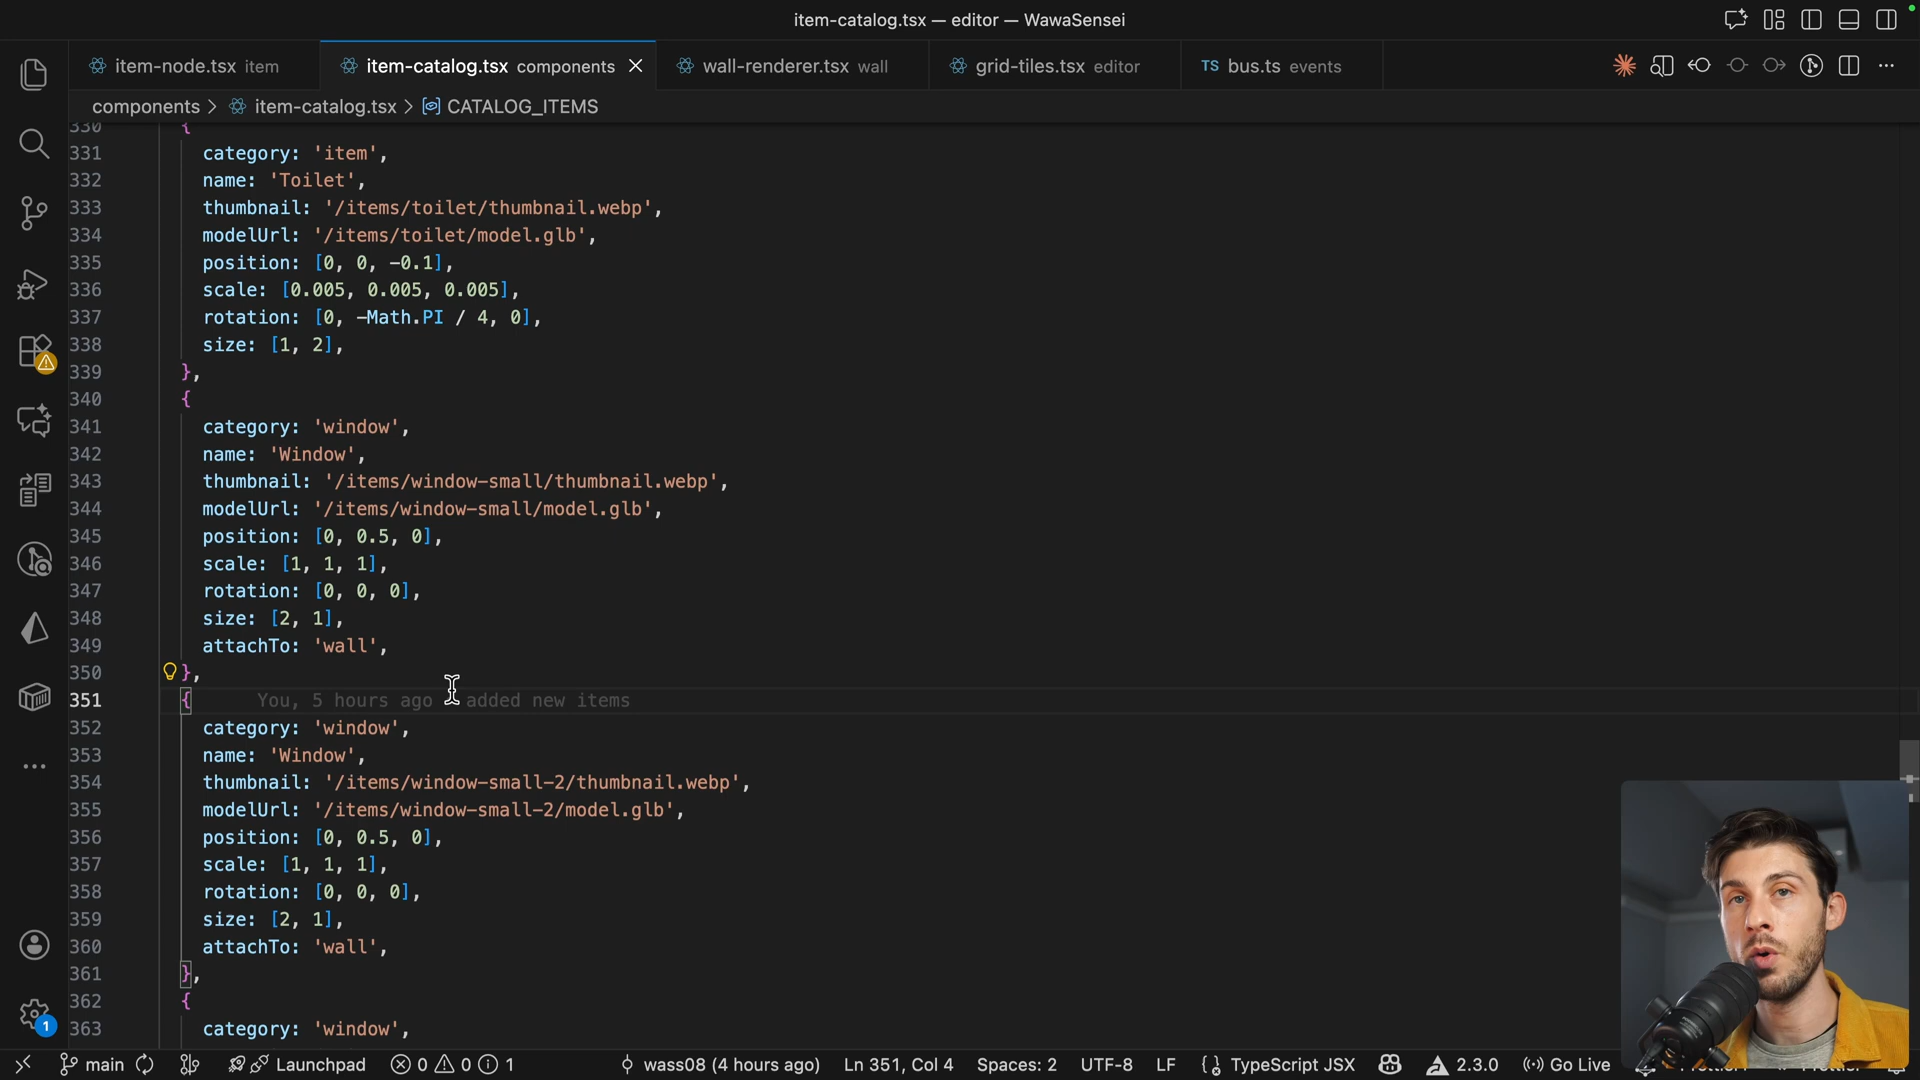 item-catalog.tsx — editor — WawaSensei
item-node.tsx item
item-catalog.tsx components
wall-renderer.tsx wall
grid-tiles.tsx editor
TS bus.ts events
components > item-catalog.tsx > CATALOG_ITEMS
330 {
331 category: 'item',
332 name: 'Toilet',
333 thumbnail: '/items/toilet/thumbnail.webp',
334 modelUrl: '/items/toilet/model.glb',
335 position: [0, 0, -0.1],
336 scale: [0.005, 0.005, 0.005],
337 rotation: [0, -Math.PI / 4, 0],
338 size: [1, 2],
339 },
340 {
341 category: 'window',
342 name: 'Window',
343 thumbnail: '/items/window-small/thumbnail.webp',
344 modelUrl: '/items/window-small/model.glb',
345 position: [0, 0.5, 0],
346 scale: [1, 1, 1],
347 rotation: [0, 0, 0],
348 size: [2, 1],
349 attachTo: 'wall',
350 },
351 { You, 5 hours ago added new items
352 category: 'window',
353 name: 'Window',
354 thumbnail: '/items/window-small-2/thumbnail.webp',
355 modelUrl: '/items/window-small-2/model.glb',
356 position: [0, 0.5, 0],
357 scale: [1, 1, 1],
358 rotation: [0, 0, 0],
359 size: [2, 1],
360 attachTo: 'wall',
361 },
362 {
363 category: 'window',
1
main Launchpad 0 0 1 wass08 (4 hours ago) Ln 351, Col 4 Spaces: 2 UTF-8 LF {} TypeScript JSX 2.3.0 Go Live